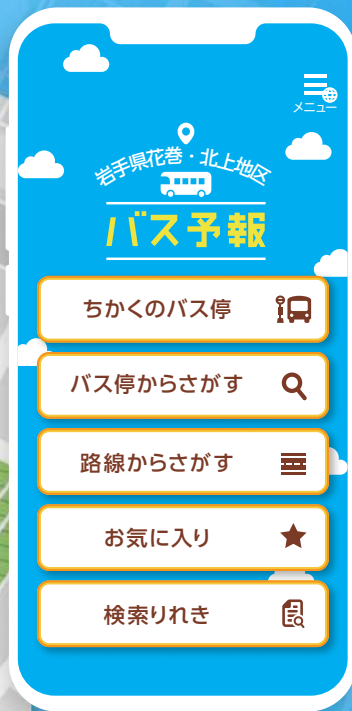 メニュー
岩手県花巻・北上地区
バス予報
ちかくのバス停
バス停からさがす
路線からさがす
お気に入り
検索りれき